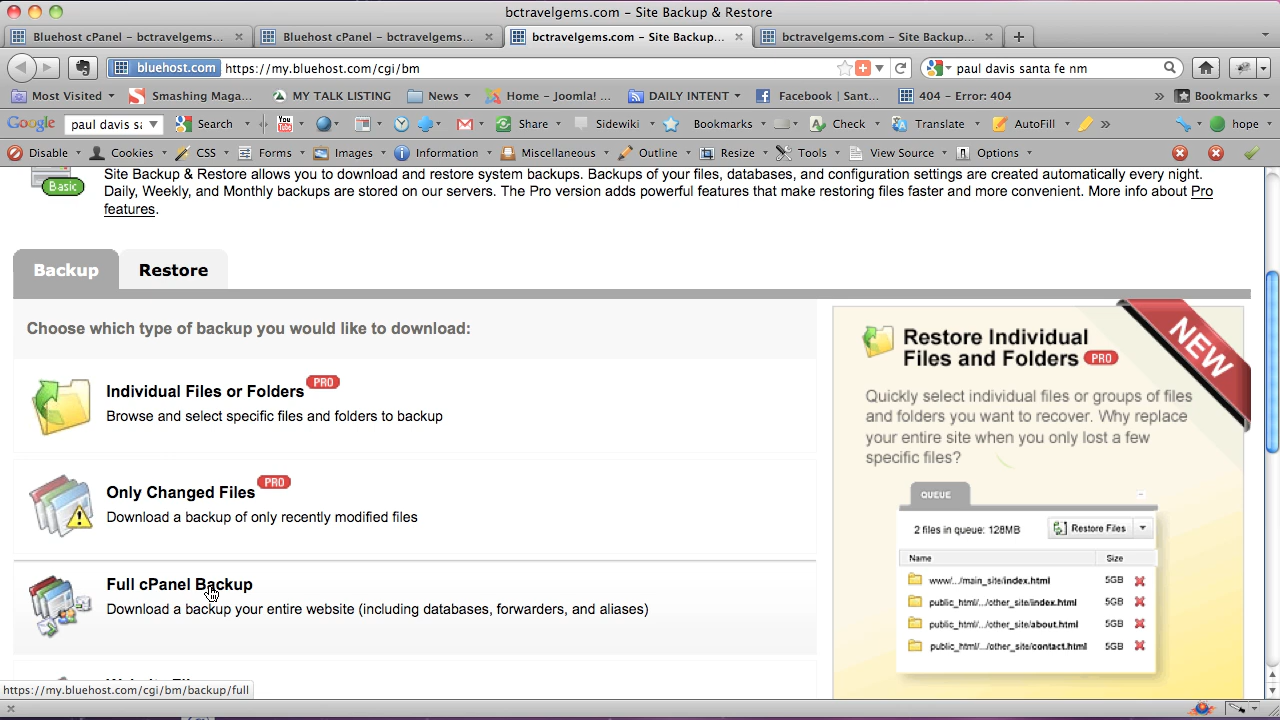 bctravelgems.com – Site Backup & Restore
Bluehost cPanel – bctravelgems....
Bluehost cPanel – bctravelgems....
bctravelgems.com – Site Backup...
bctravelgems.com – Site Backup...
bluehost.com https://my.bluehost.com/cgi/bm
paul davis santa fe nm
Most Visited
Smashing Maga...
MY TALK LISTING
News
Home – Joomla! ...
DAILY INTENT
Facebook | Sant...
404 – Error: 404
» Bookmarks
Google
paul davis sa
Search
You Tube
Share
Sidewiki
Bookmarks
Check
Translate
AutoFill
»
hope
Disable
Cookies
CSS
Forms
Images
Information
Miscellaneous
Outline
Resize
Tools
View Source
Options
Basic
Site Backup & Restore allows you to download and restore system backups. Backups of your files, databases, and configuration settings are created automatically every night.
Daily, Weekly, and Monthly backups are stored on our servers. The Pro version adds powerful features that make restoring files faster and more convenient. More info about Pro
features.
Backup
Restore
Choose which type of backup you would like to download:
Individual Files or Folders PRO
Browse and select specific files and folders to backup
Only Changed Files PRO
Download a backup of only recently modified files
Full cPanel Backup
Download a backup your entire website (including databases, forwarders, and aliases)
NEW
Restore Individual
Files and Folders PRO
Quickly select individual files or groups of files
and folders you want to recover. Why replace
your entire site when you only lost a few
specific files?
QUEUE
2 files in queue: 128MB
Restore Files
Name Size
www/.../main_site/index.html 5GB
public_html/.../other_site/index.html 5GB
public_html/.../other_site/about.html 5GB
public_html/.../other_site/contact.html 5GB
https://my.bluehost.com/cgi/bm/backup/full